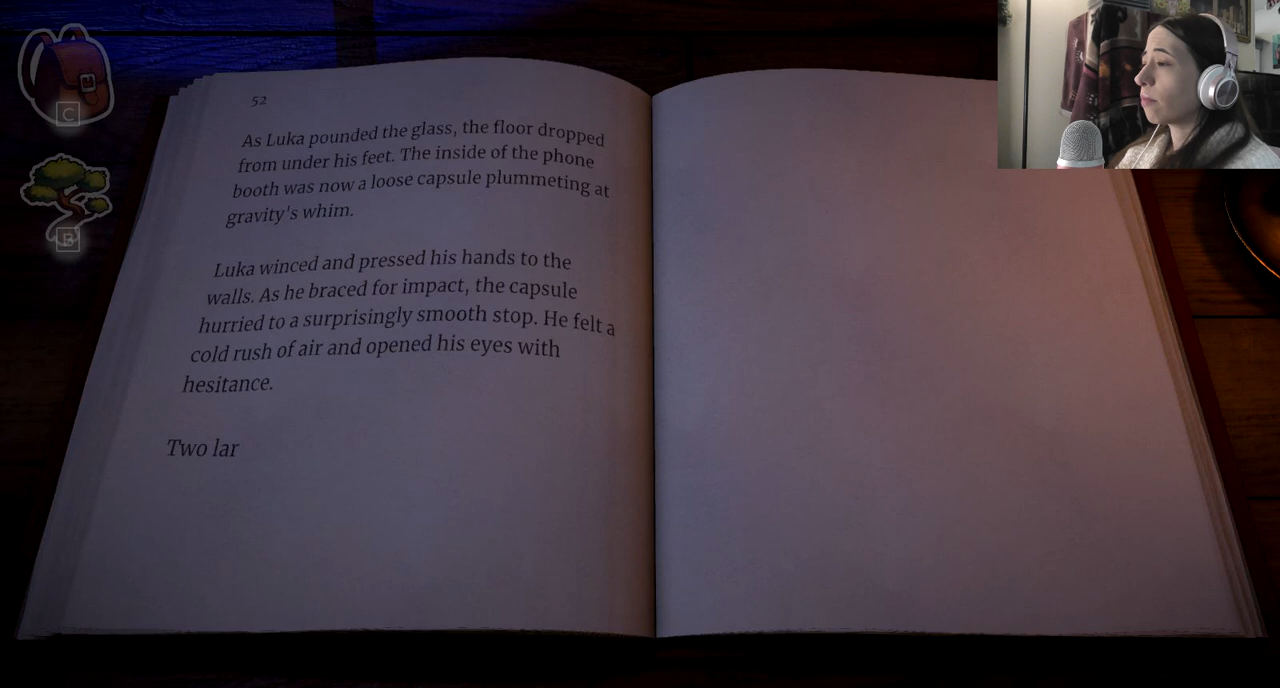 C
B
52
As Luka pounded the glass, the floor dropped
from under his feet. The inside of the phone
booth was now a loose capsule plummeting at
gravity's whim.
Luka winced and pressed his hands to the
walls. As he braced for impact, the capsule
hurried to a surprisingly smooth stop. He felt a
cold rush of air and opened his eyes with
hesitance.
Two lar